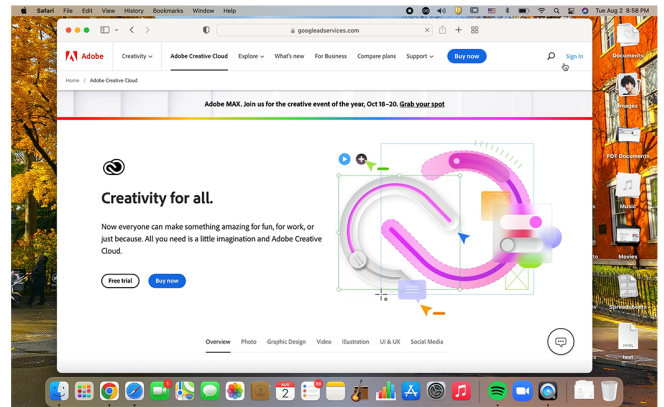 Safari File Edit View History Bookmarks Window Help
Tue Aug 2 8:58 PM
googleadservices.com
Adobe Creativity Adobe Creative Cloud Explore What's new For Business Compare plans Support Buy now Sign In
Home / Adobe Creative Cloud
Adobe MAX. Join us for the creative event of the year, Oct 18–20. Grab your spot
Creativity for all.
Now everyone can make something amazing for fun, for work, or
just because. All you need is a little imagination and Adobe Creative
Cloud.
Free trial Buy now
Overview Photo Graphic Design Video Illustration UI & UX Social Media
Documents
Images
PDF Documents
Music
Movies
Spreadsheets
HTML
test
AUG
2